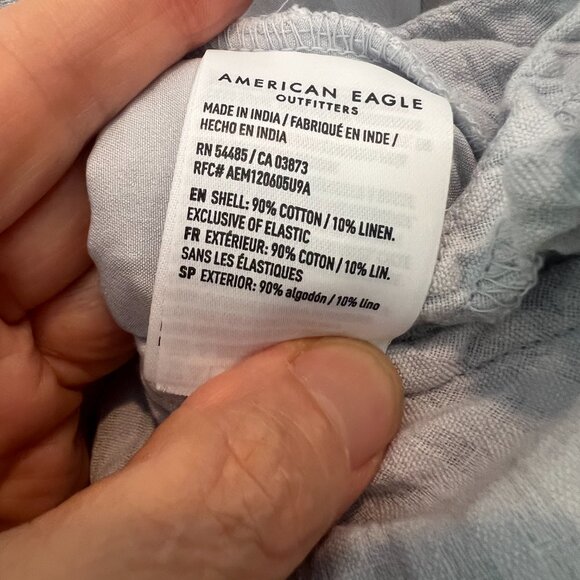 AMERICAN EAGLE
OUTFITTERS
MADE IN INDIA / FABRIQUÉ EN INDE /
HECHO EN INDIA
RN 54485 / CA 03873
RFC# AEM120605U9A
EN SHELL: 90% COTTON / 10% LINEN.
EXCLUSIVE OF ELASTIC
FR EXTÉRIEUR: 90% COTON / 10% LIN.
SANS LES ÉLASTIQUES
SP EXTERIOR: 90% algodón / 10% lino